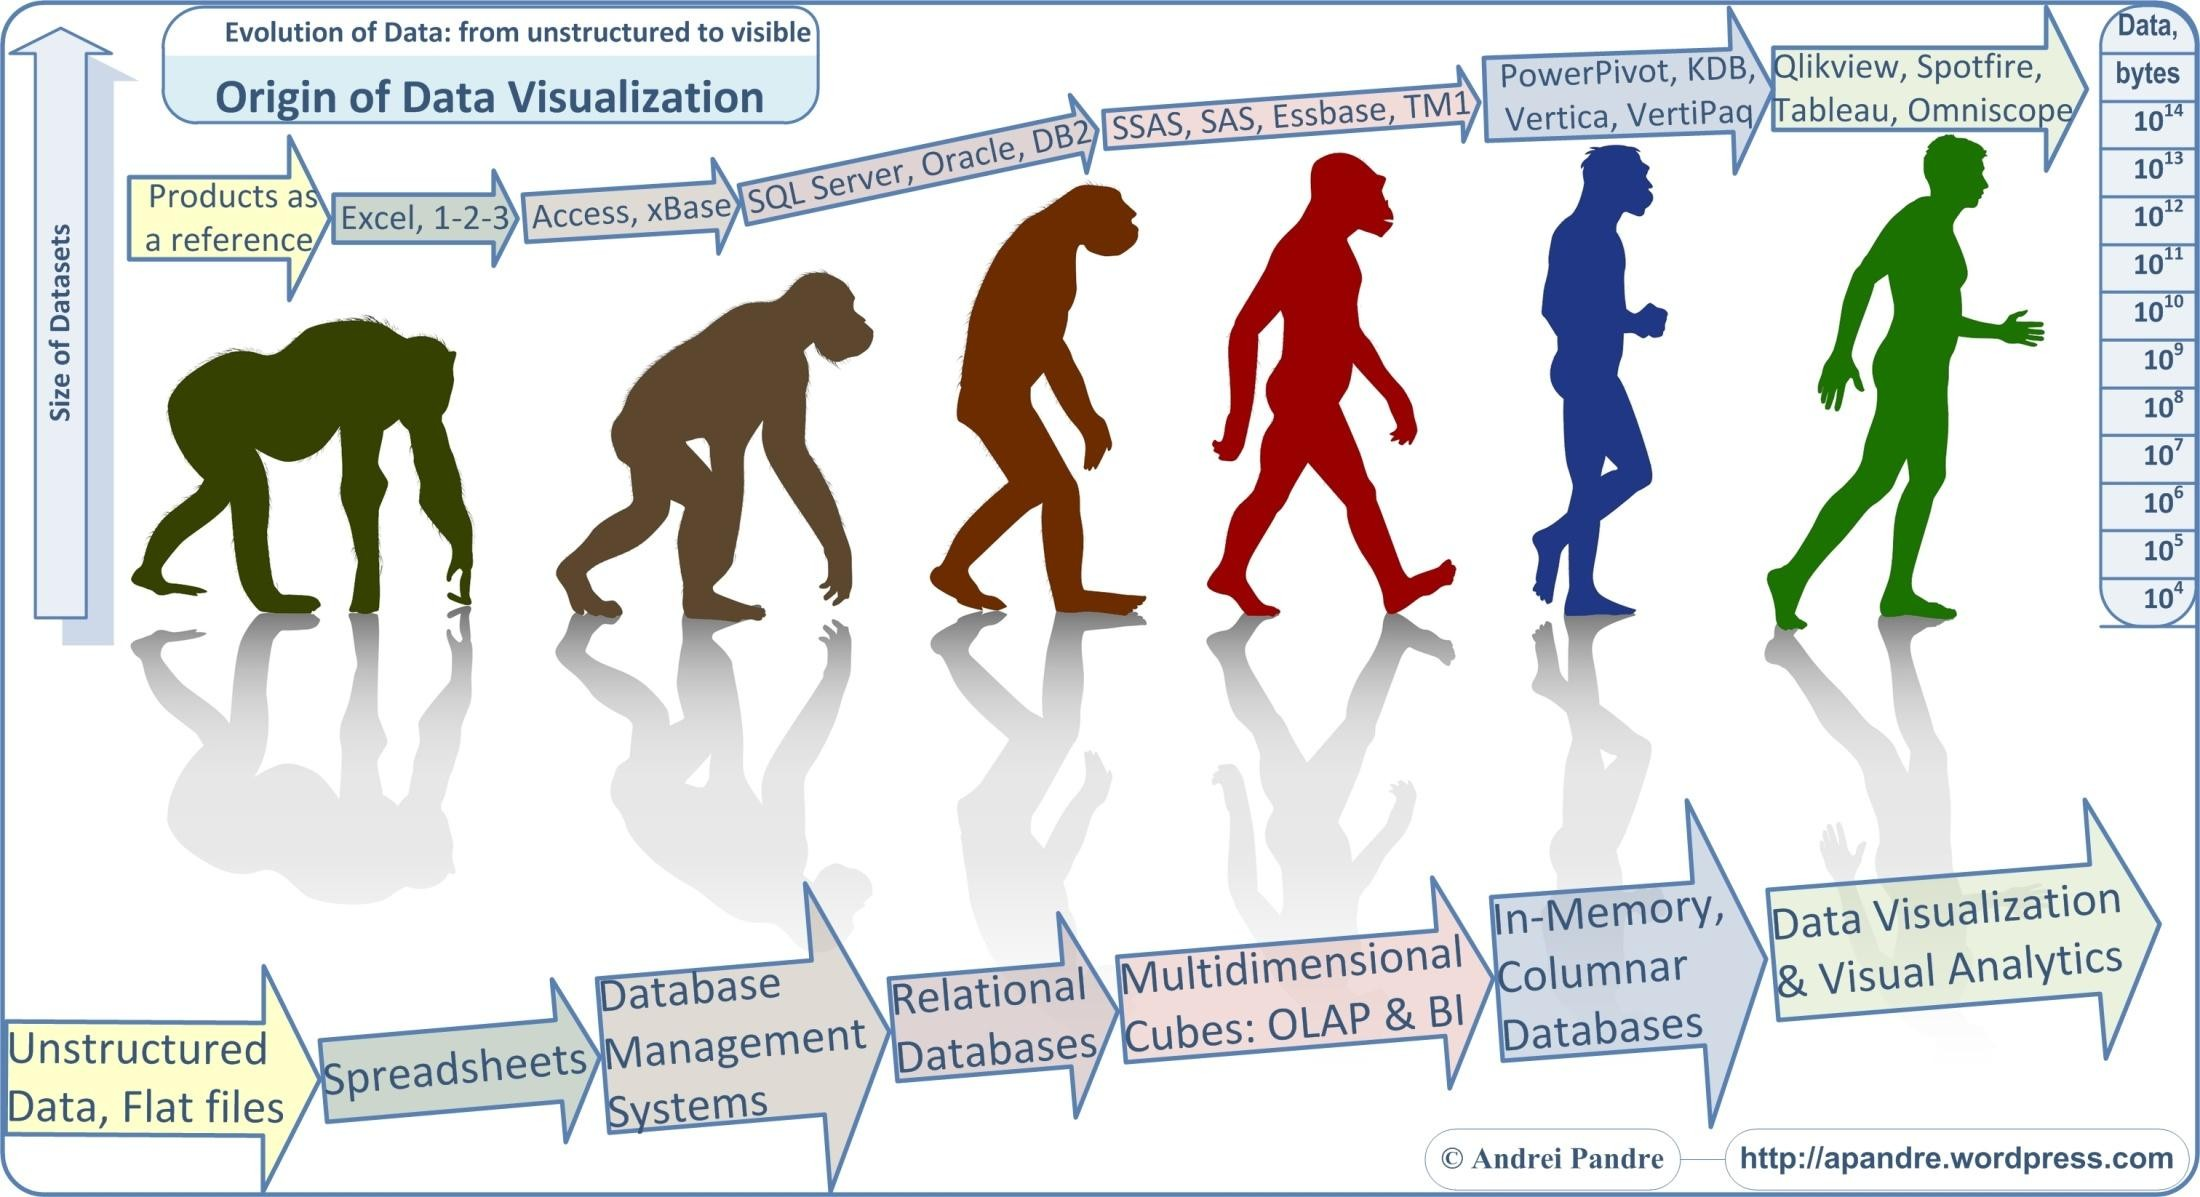 Evolution of Data: from unstructured to visible
Origin of Data Visualization
Size of Datasets
Products as
a reference
Excel, 1-2-3
Access, xBase
SQL Server, Oracle, DB2
SSAS, SAS, Essbase, TM1
PowerPivot, KDB,
Vertica, VertiPaq
Qlikview, Spotfire,
Tableau, Omniscope
Data,
bytes
10¹⁴
10¹³
10¹²
10¹¹
10¹⁰
10⁹
10⁸
10⁷
10⁶
10⁵
10⁴
Unstructured
Data, Flat files
Spreadsheets
Database
Management
Systems
Relational
Databases
Multidimensional
Cubes: OLAP & BI
In-Memory,
Columnar
Databases
Data Visualization
& Visual Analytics
© Andrei Pandre
http://apandre.wordpress.com